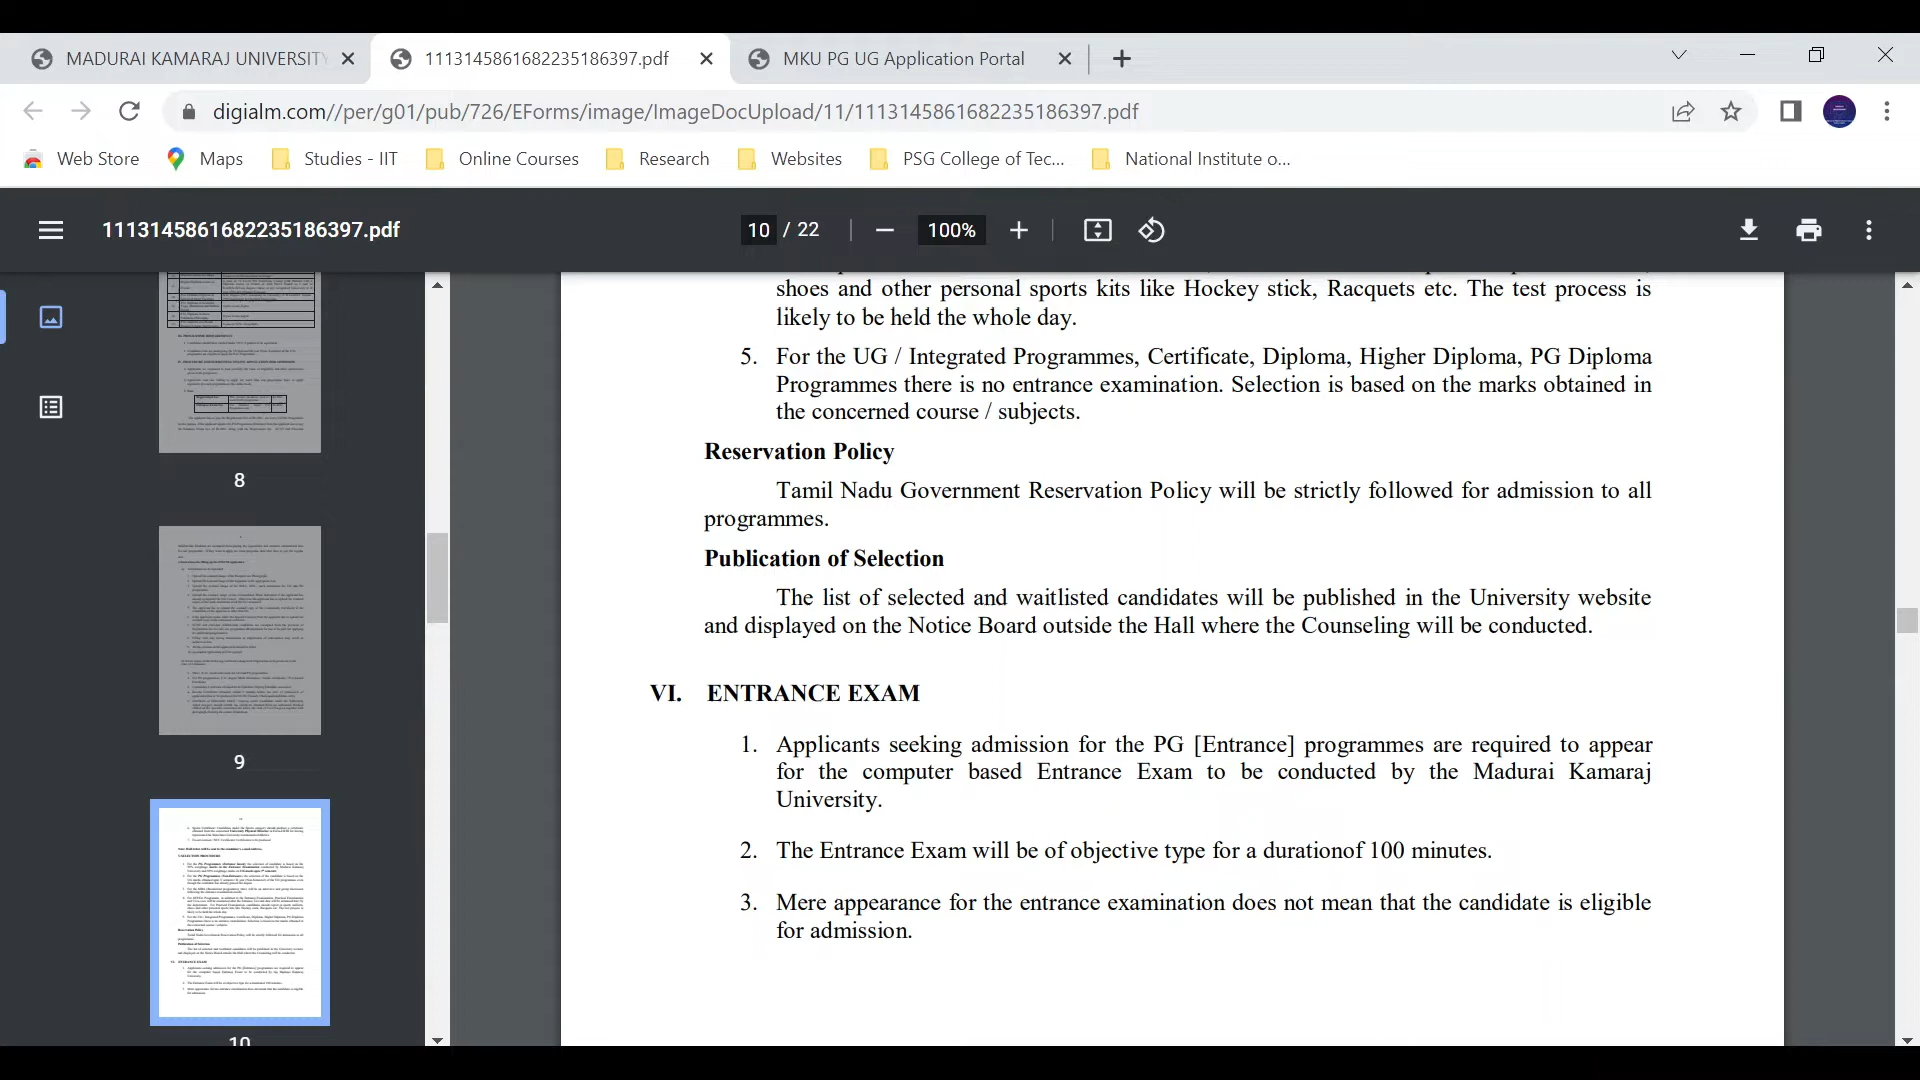 MADURAI KAMARAJ UNIVERSITY
1113145861682235186397.pdf
MKU PG UG Application Portal
digialm.com//per/g01/pub/726/EForms/image/ImageDocUpload/11/1113145861682235186397.pdf
Web Store
Maps
Studies - IIT
Online Courses
Research
Websites
PSG College of Tec...
National Institute o...
1113145861682235186397.pdf
10 / 22
100%
8
9
10
shoes and other personal sports kits like Hockey stick, Racquets etc. The test process is
likely to be held the whole day.
5. For the UG / Integrated Programmes, Certificate, Diploma, Higher Diploma, PG Diploma
Programmes there is no entrance examination. Selection is based on the marks obtained in
the concerned course / subjects.
Reservation Policy
Tamil Nadu Government Reservation Policy will be strictly followed for admission to all
programmes.
Publication of Selection
The list of selected and waitlisted candidates will be published in the University website
and displayed on the Notice Board outside the Hall where the Counseling will be conducted.
VI. ENTRANCE EXAM
1. Applicants seeking admission for the PG [Entrance] programmes are required to appear
for the computer based Entrance Exam to be conducted by the Madurai Kamaraj
University.
2. The Entrance Exam will be of objective type for a durationof 100 minutes.
3. Mere appearance for the entrance examination does not mean that the candidate is eligible
for admission.